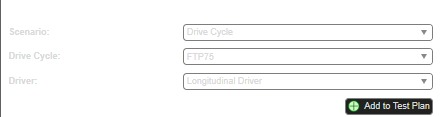 Scenario: Drive Cycle
Drive Cycle: FTP75
Driver: Longitudinal Driver
Add to Test Plan